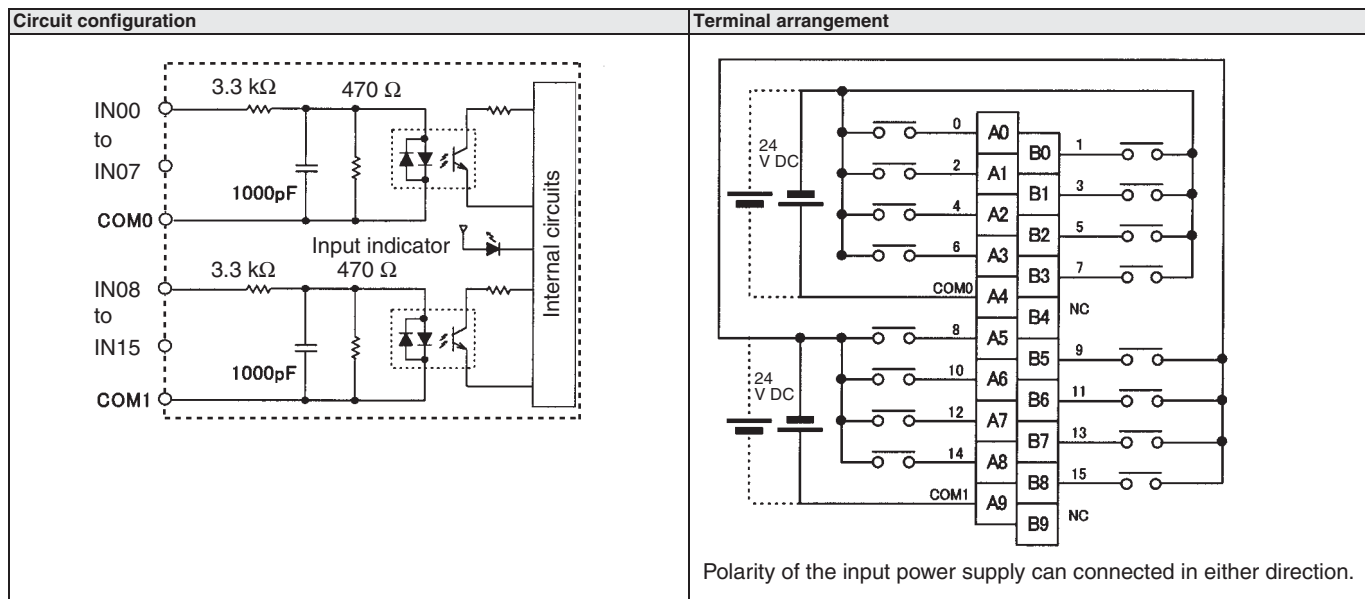 Circuit configuration
Terminal arrangement
3.3 kΩ
470 Ω
IN00
to
IN07
1000pF
COM0
Input indicator
Internal circuits
3.3 kΩ
470 Ω
IN08
to
IN15
1000pF
COM1
24
V DC
0
A0
B0
1
2
A1
B1
3
4
A2
B2
5
6
A3
B3
7
COM0
A4
B4
NC
8
A5
B5
9
24
V DC
10
A6
B6
11
12
A7
B7
13
14
A8
B8
15
COM1
A9
B9
NC
Polarity of the input power supply can connected in either direction.